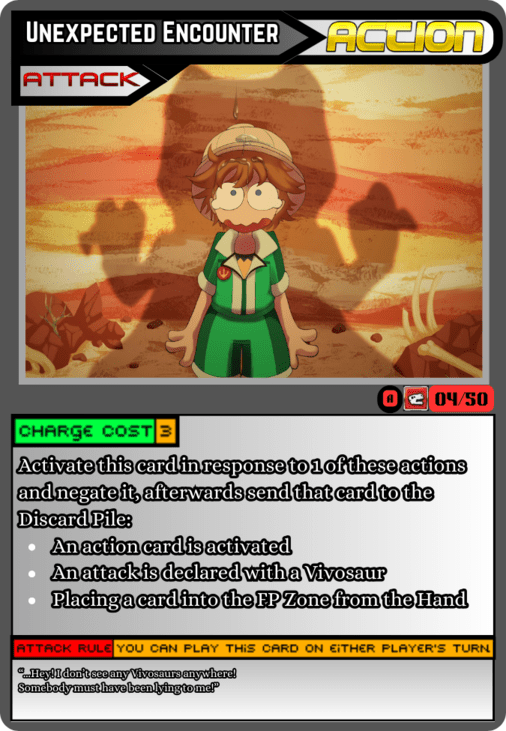 Unexpected Encounter
ACTION
ATTACK
A
04/50
CHARGE COST 3
Activate this card in response to 1 of these actions
and negate it, afterwards send that card to the
Discard Pile:
• An action card is activated
• An attack is declared with a Vivosaur
• Placing a card into the FP Zone from the Hand
ATTACK RULE YOU CAN PLAY THIS CARD ON EITHER PLAYER'S TURN.
“...Hey! I don't see any Vivosaurs anywhere!
Somebody must have been lying to me!”